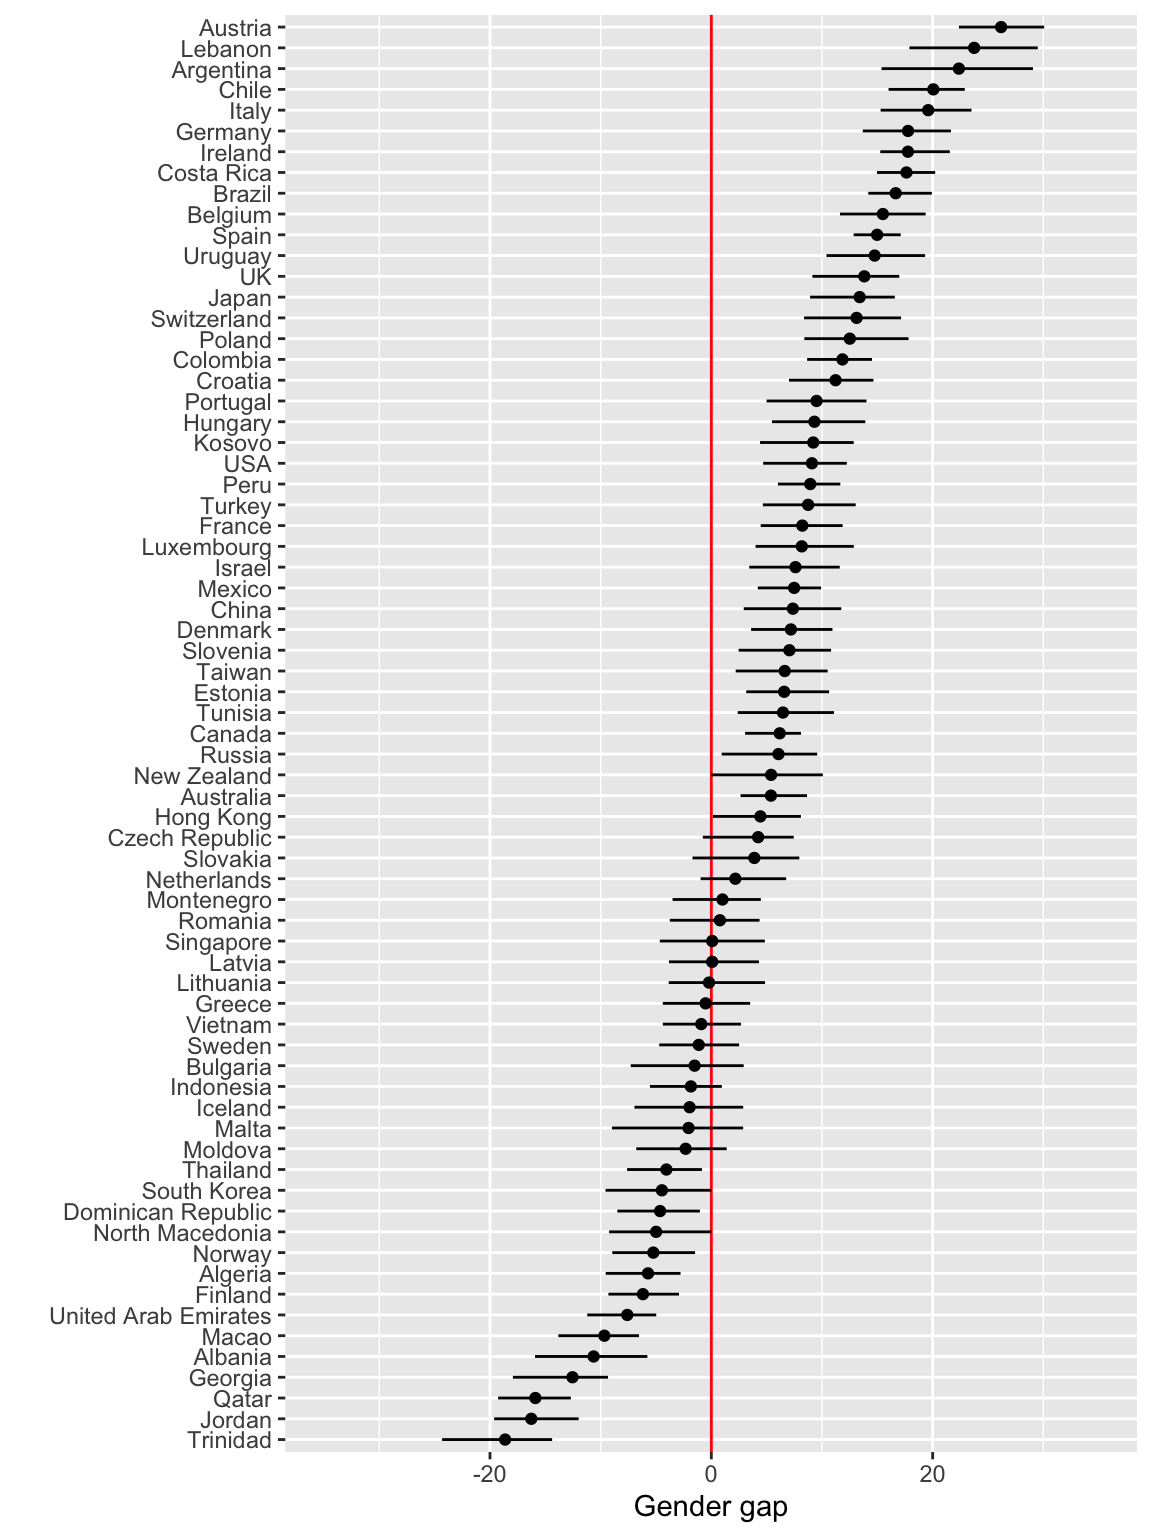 Austria
Lebanon
Argentina
Chile
Italy
Germany
Ireland
Costa Rica
Brazil
Belgium
Spain
Uruguay
UK
Japan
Switzerland
Poland
Colombia
Croatia
Portugal
Hungary
Kosovo
USA
Peru
Turkey
France
Luxembourg
Israel
Mexico
China
Denmark
Slovenia
Taiwan
Estonia
Tunisia
Canada
Russia
New Zealand
Australia
Hong Kong
Czech Republic
Slovakia
Netherlands
Montenegro
Romania
Singapore
Latvia
Lithuania
Greece
Vietnam
Sweden
Bulgaria
Indonesia
Iceland
Malta
Moldova
Thailand
South Korea
Dominican Republic
North Macedonia
Norway
Algeria
Finland
United Arab Emirates
Macao
Albania
Georgia
Qatar
Jordan
Trinidad
-20 0 20
Gender gap